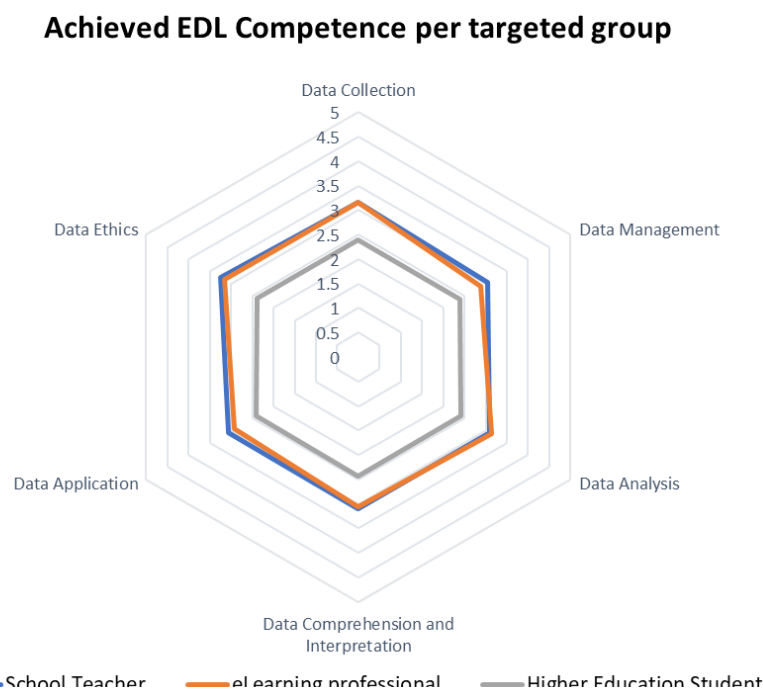 Achieved EDL Competence per targeted group
Data Collection
5
4.5
4
3.5
3
2.5
2
1.5
1
0.5
0
Data Ethics
Data Management
Data Application
Data Analysis
Data Comprehension and
Interpretation
School Teacher eLearning professional Higher Education Student